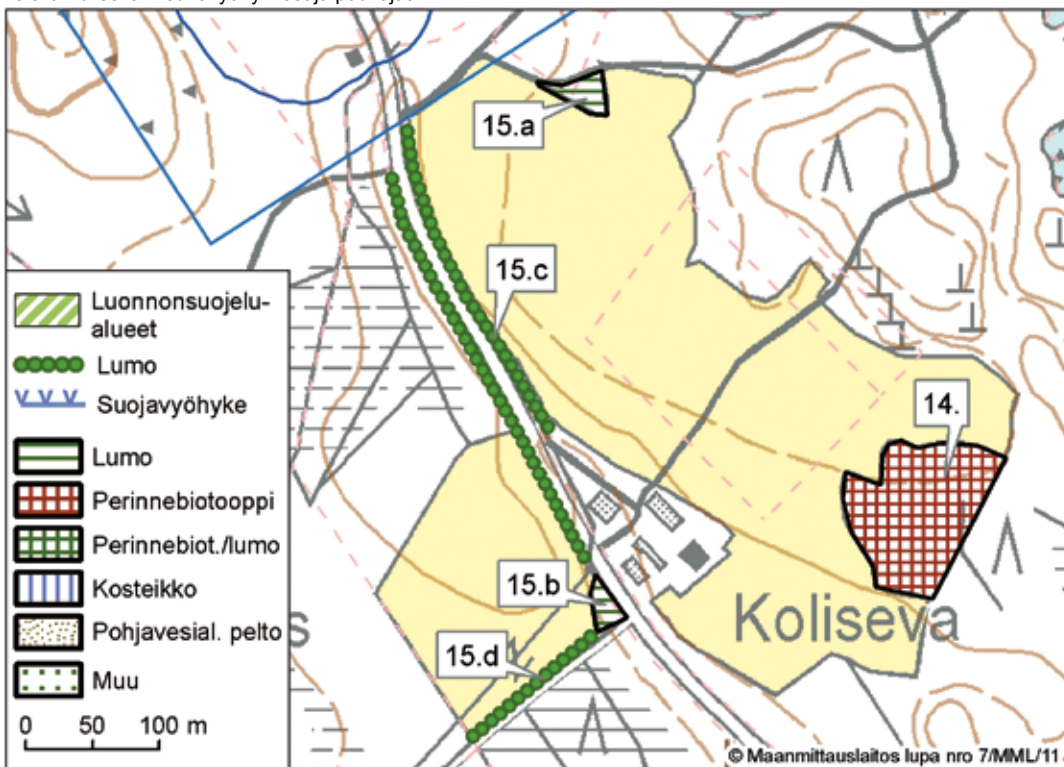 15.a
15.c
14.
15.b
Koliseva
s
15.d
Luonnonsuojelu-
alueet
Lumo
Suojavyöhyke
Lumo
Perinnebiotooppi
Perinnebiot./lumo
Kosteikko
Pohjavesial. pelto
Muu
0 50 100 m
© Maanmittauslaitos lupa nro 7/MML/11